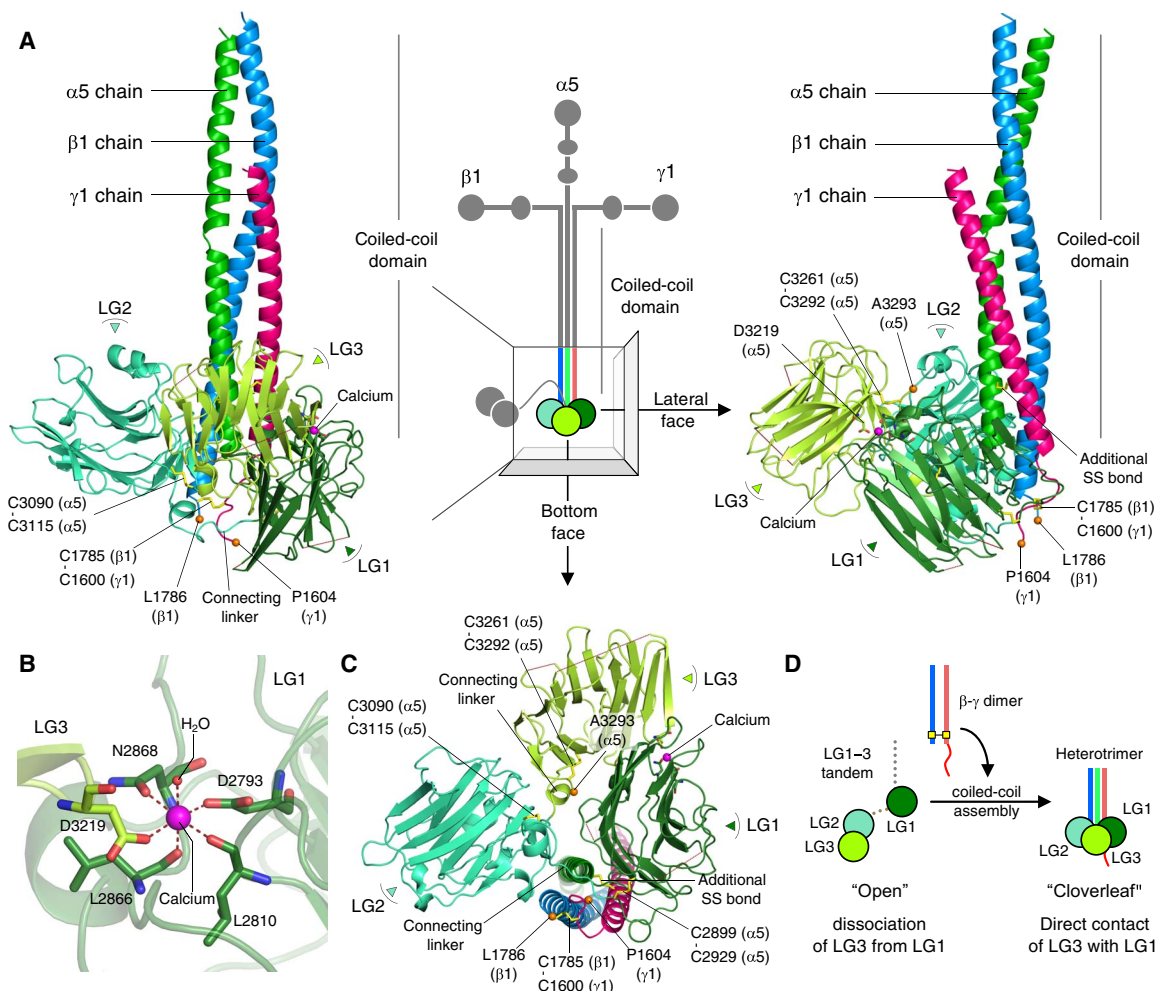 A
α5 chain
β1 chain
γ1 chain
Coiled-coil
domain
LG2
LG3
Calcium
C3090 (α5)
C3115 (α5)
C1785 (β1)
C1600 (γ1)
L1786
(β1)
Connecting
linker
P1604
(γ1)
LG1
α5
β1
γ1
Coiled-coil
domain
Lateral
face
Bottom
face
α5 chain
β1 chain
γ1 chain
Coiled-coil
domain
C3261 (α5)
C3292 (α5)
A3293
(α5)
LG2
D3219
(α5)
LG3
Calcium
LG1
Additional
SS bond
C1785 (β1)
C1600 (γ1)
L1786
(β1)
P1604
(γ1)
B
LG1
LG3
H2O
N2868
D2793
D3219
L2866
Calcium
L2810
C
C3261 (α5)
C3292 (α5)
Connecting
linker
C3090 (α5)
C3115 (α5)
A3293
(α5)
LG3
Calcium
LG1
LG2
Connecting
linker
Additional
SS bond
L1786
(β1)
C1785 (β1)
C1600 (γ1)
P1604
(γ1)
C2899 (α5)
C2929 (α5)
D
β-γ dimer
LG1–3
tandem
Heterotrimer
coiled-coil
assembly
LG2
LG3
LG1
LG1
LG2
LG3
“Open”
dissociation
of LG3 from LG1
“Cloverleaf"
Direct contact
of LG3 with LG1